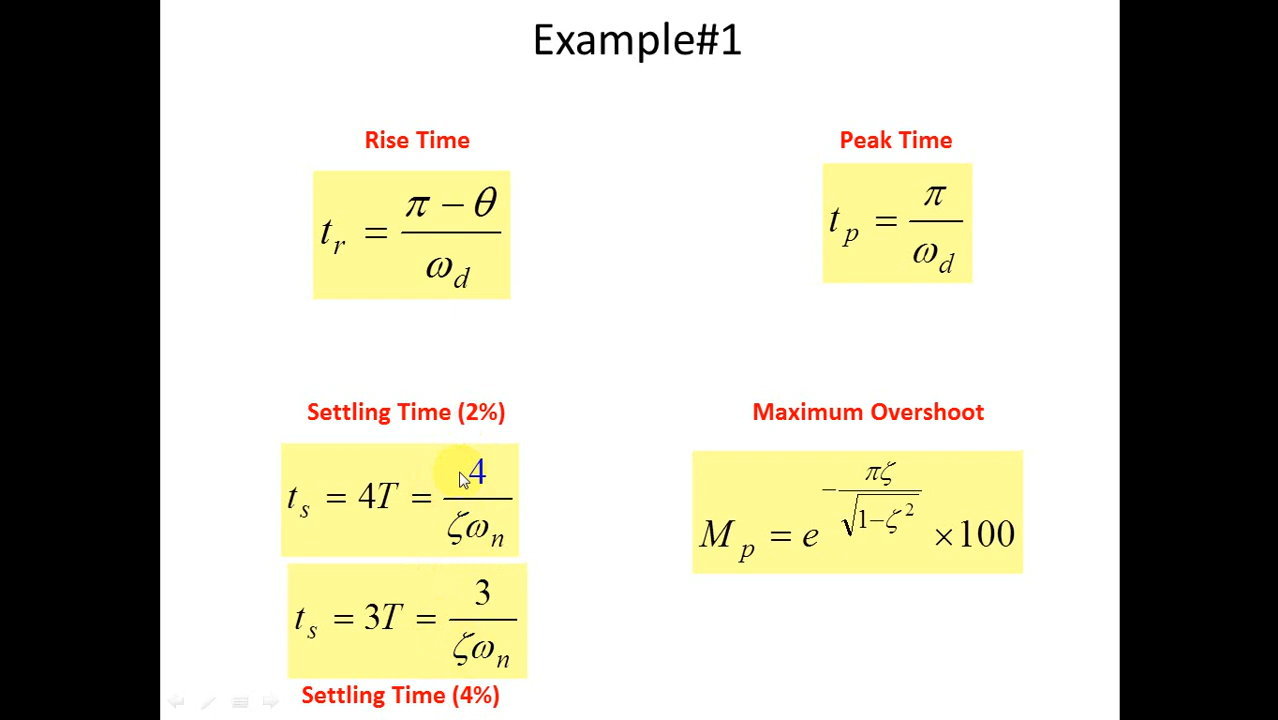 Example#1
Rise Time
t_r = (π − θ) / ω_d
Peak Time
t_p = π / ω_d
Settling Time (2%)
t_s = 4T = 4 / ζω_n
t_s = 3T = 3 / ζω_n
Settling Time (4%)
Maximum Overshoot
M_p = e^(−πζ / √(1−ζ²)) ×100